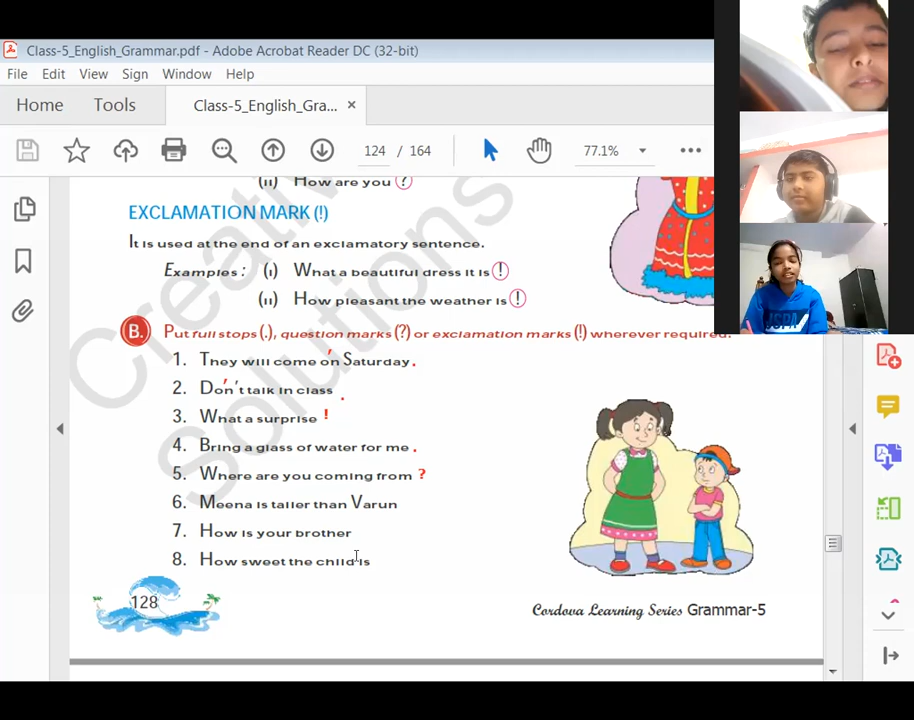 Class-5_English_Grammar.pdf - Adobe Acrobat Reader DC (32-bit)
File Edit View Sign Window Help
Home Tools Class-5_English_Gra... ×
124 / 164 77.1%
(ii) How are you ?
EXCLAMATION MARK (!)
It is used at the end of an exclamatory sentence.
Examples : (i) What a beautiful dress it is !
(ii) How pleasant the weather is !
B. Put full stops (.), question marks (?) or exclamation marks (!) wherever required.
1. They will come on Saturday .
2. Don't talk in class .
3. What a surprise !
4. Bring a glass of water for me .
5. Where are you coming from ?
6. Meena is taller than Varun
7. How is your brother
8. How sweet the child is
128
Cordova Learning Series Grammar-5
Creative
Solutions